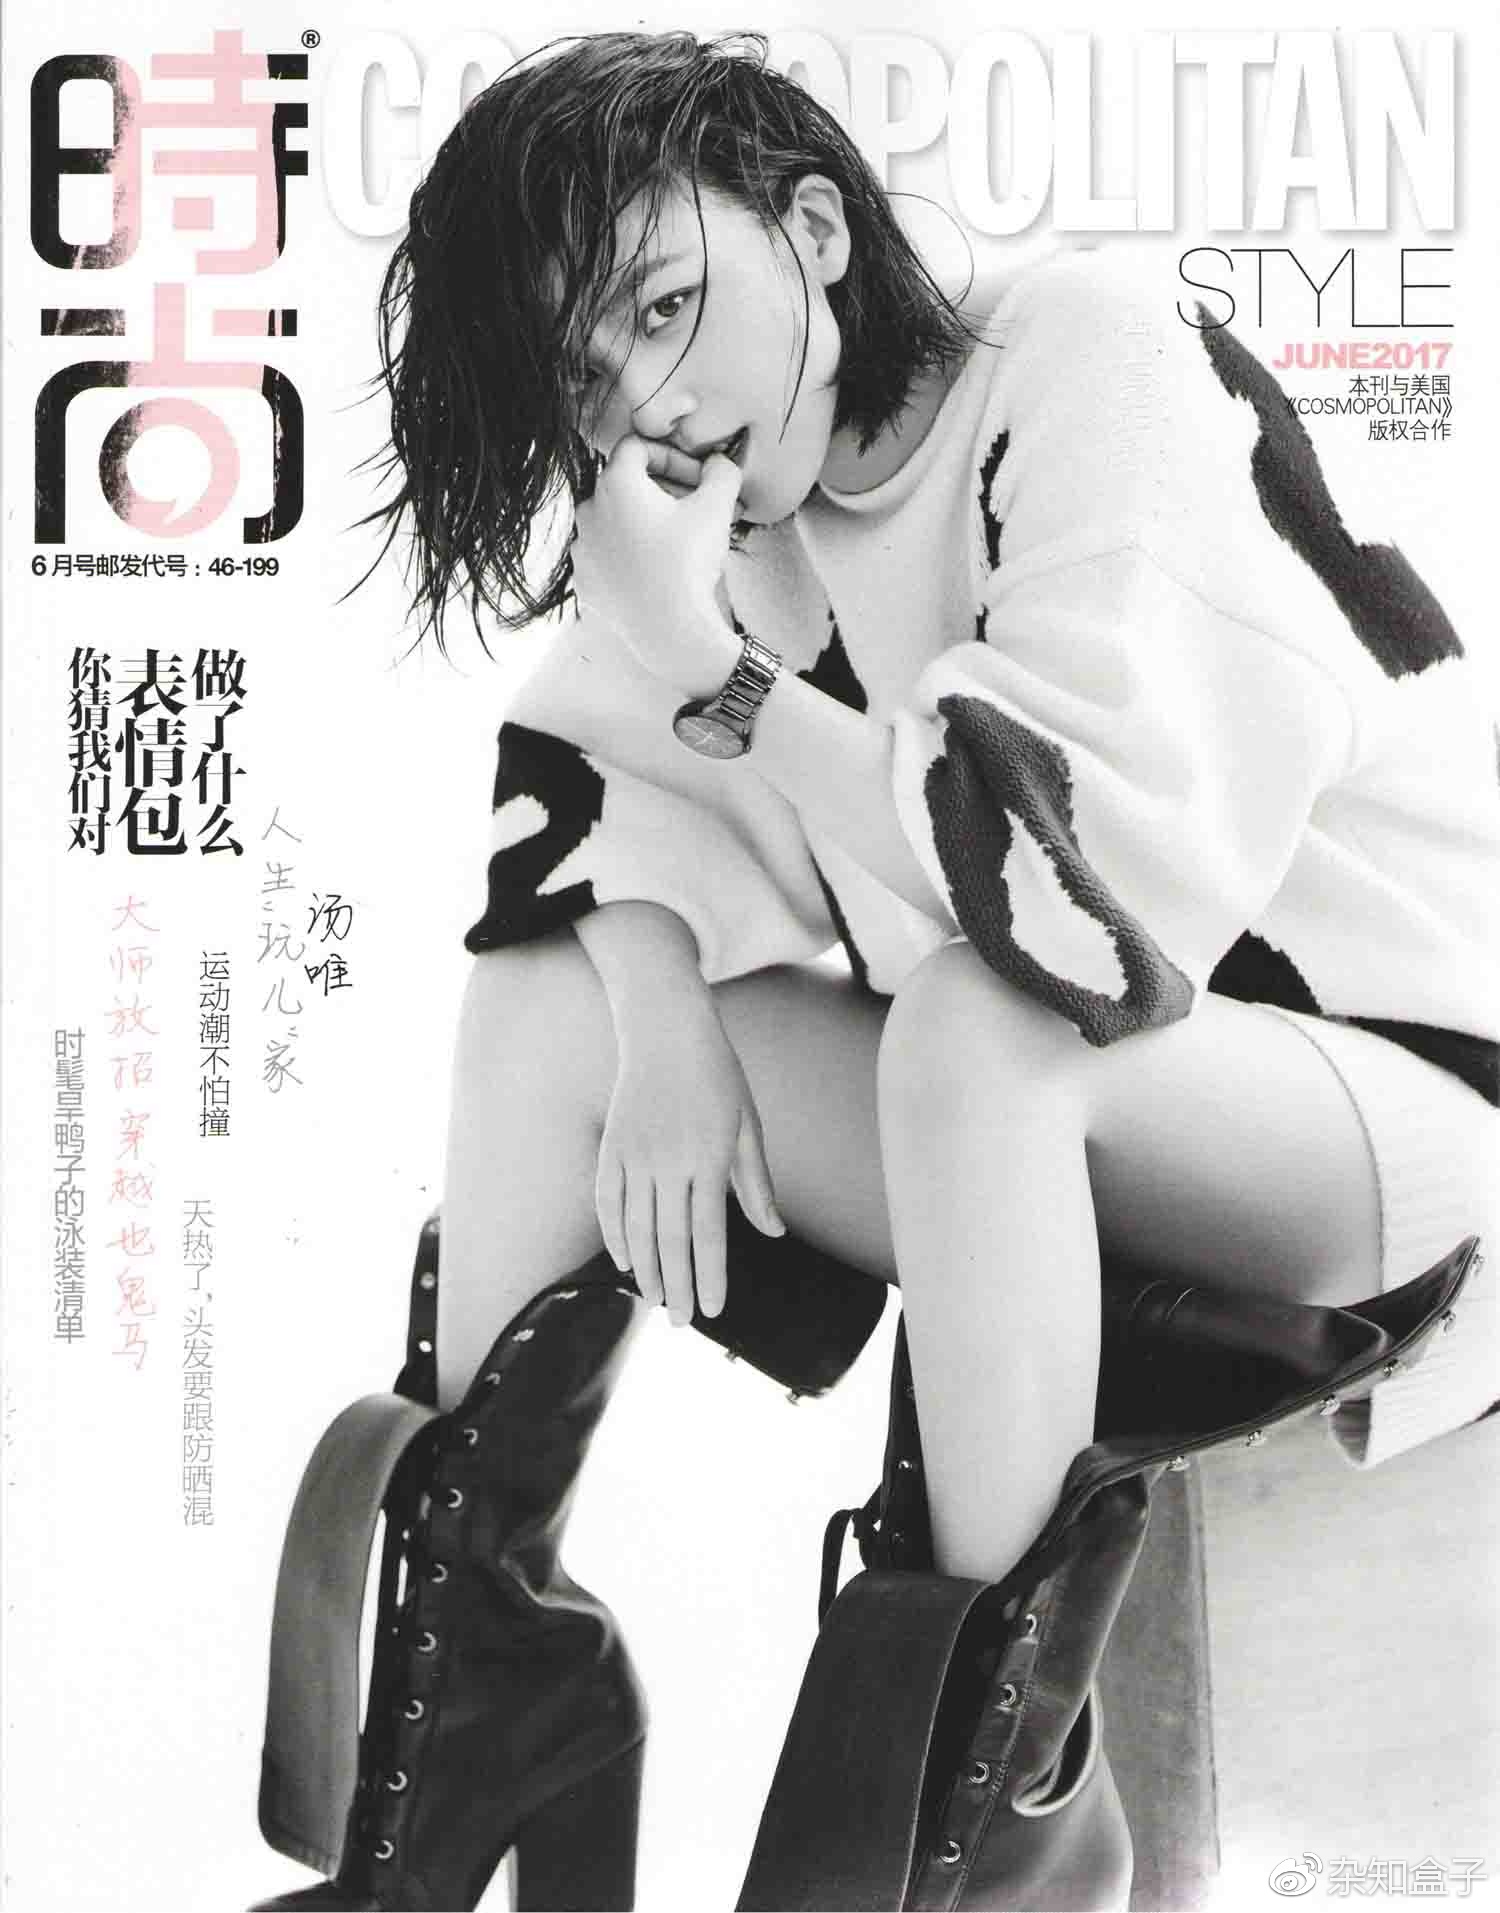 時尚®
COSMOPOLITAN
STYLE
JUNE2017
本刊与美国
《COSMOPOLITAN》
版权合作
6月号邮发代号：46-199
你猜我们对
表情包
做了什么
汤唯
人生“玩儿”家
运动潮不怕撞
大师放招穿越也鬼马
时髦旱鸭子的泳装清单
天热了，头发要跟防晒混
杂知盒子